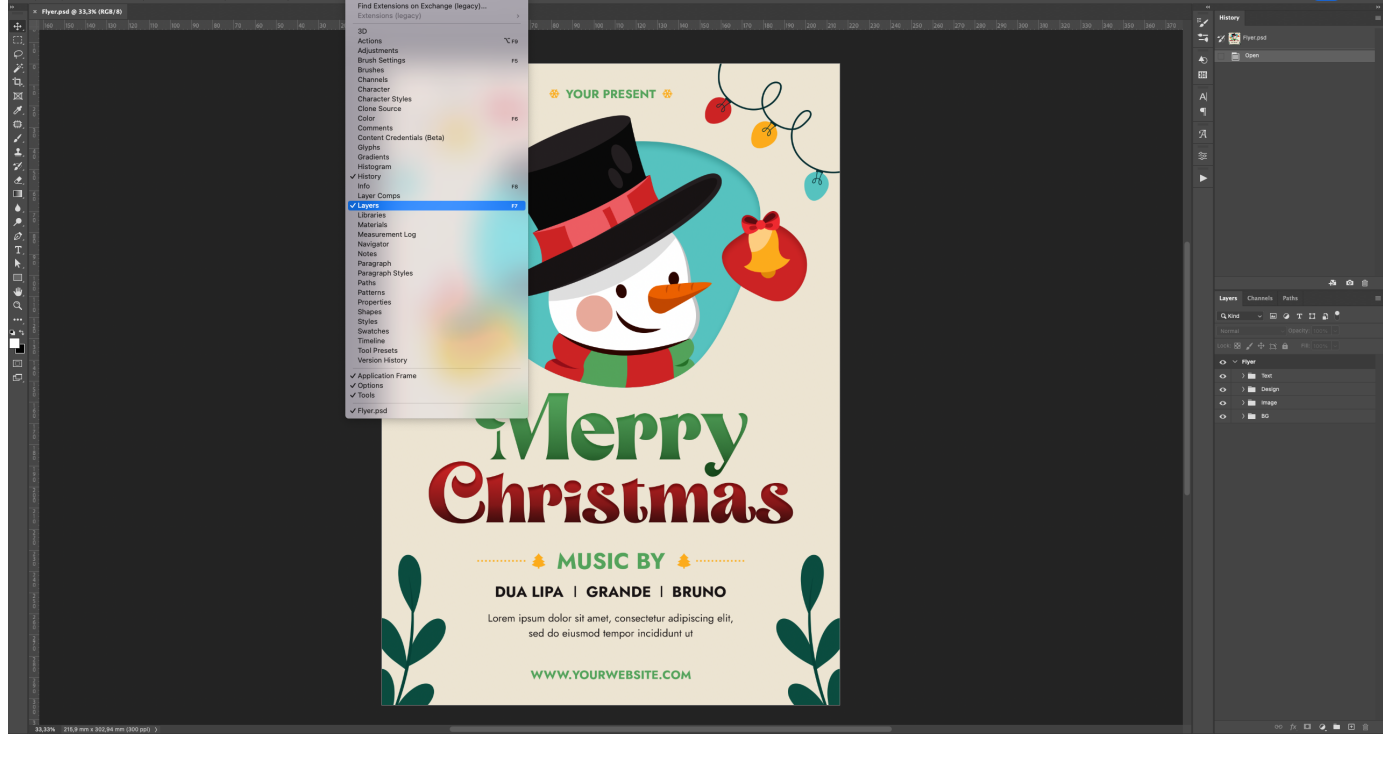 Flyer.psd @ 33,3% (RGB/8)
Find Extensions on Exchange (legacy)...
Extensions (legacy)
3D
Actions ⌥F9
Adjustments
Brush Settings F5
Brushes
Channels
Character
Character Styles
Clone Source
Color F6
Comments
Content Credentials (Beta)
Glyphs
Gradients
Histogram
History
Info F8
Layer Comps
Layers F7
Libraries
Materials
Measurement Log
Navigator
Notes
Paragraph
Paragraph Styles
Paths
Patterns
Properties
Shapes
Styles
Swatches
Timeline
Tool Presets
Version History
Application Frame
Options
Tools
Flyer.psd
YOUR PRESENT
Merry
Christmas
MUSIC BY
DUA LIPA | GRANDE | BRUNO
Lorem ipsum dolor sit amet, consectetur adipiscing elit,
sed do eiusmod tempor incididunt ut
WWW.YOURWEBSITE.COM
History
Flyer.psd
Open
Layers Channels Paths
Kind
Normal Opacity:
Lock: Fill:
Flyer
Text
Design
Image
BG
33,33% 215,9 mm x 302,94 mm (300 ppi)